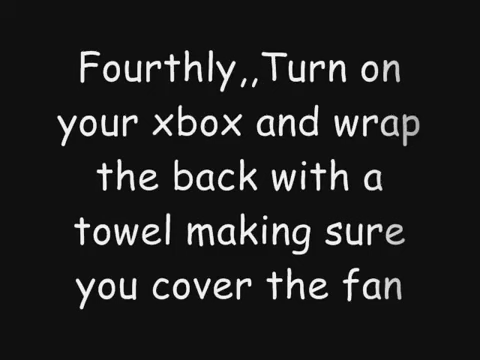 Fourthly,,Turn on
your xbox and wrap
the back with a
towel making sure
you cover the fan